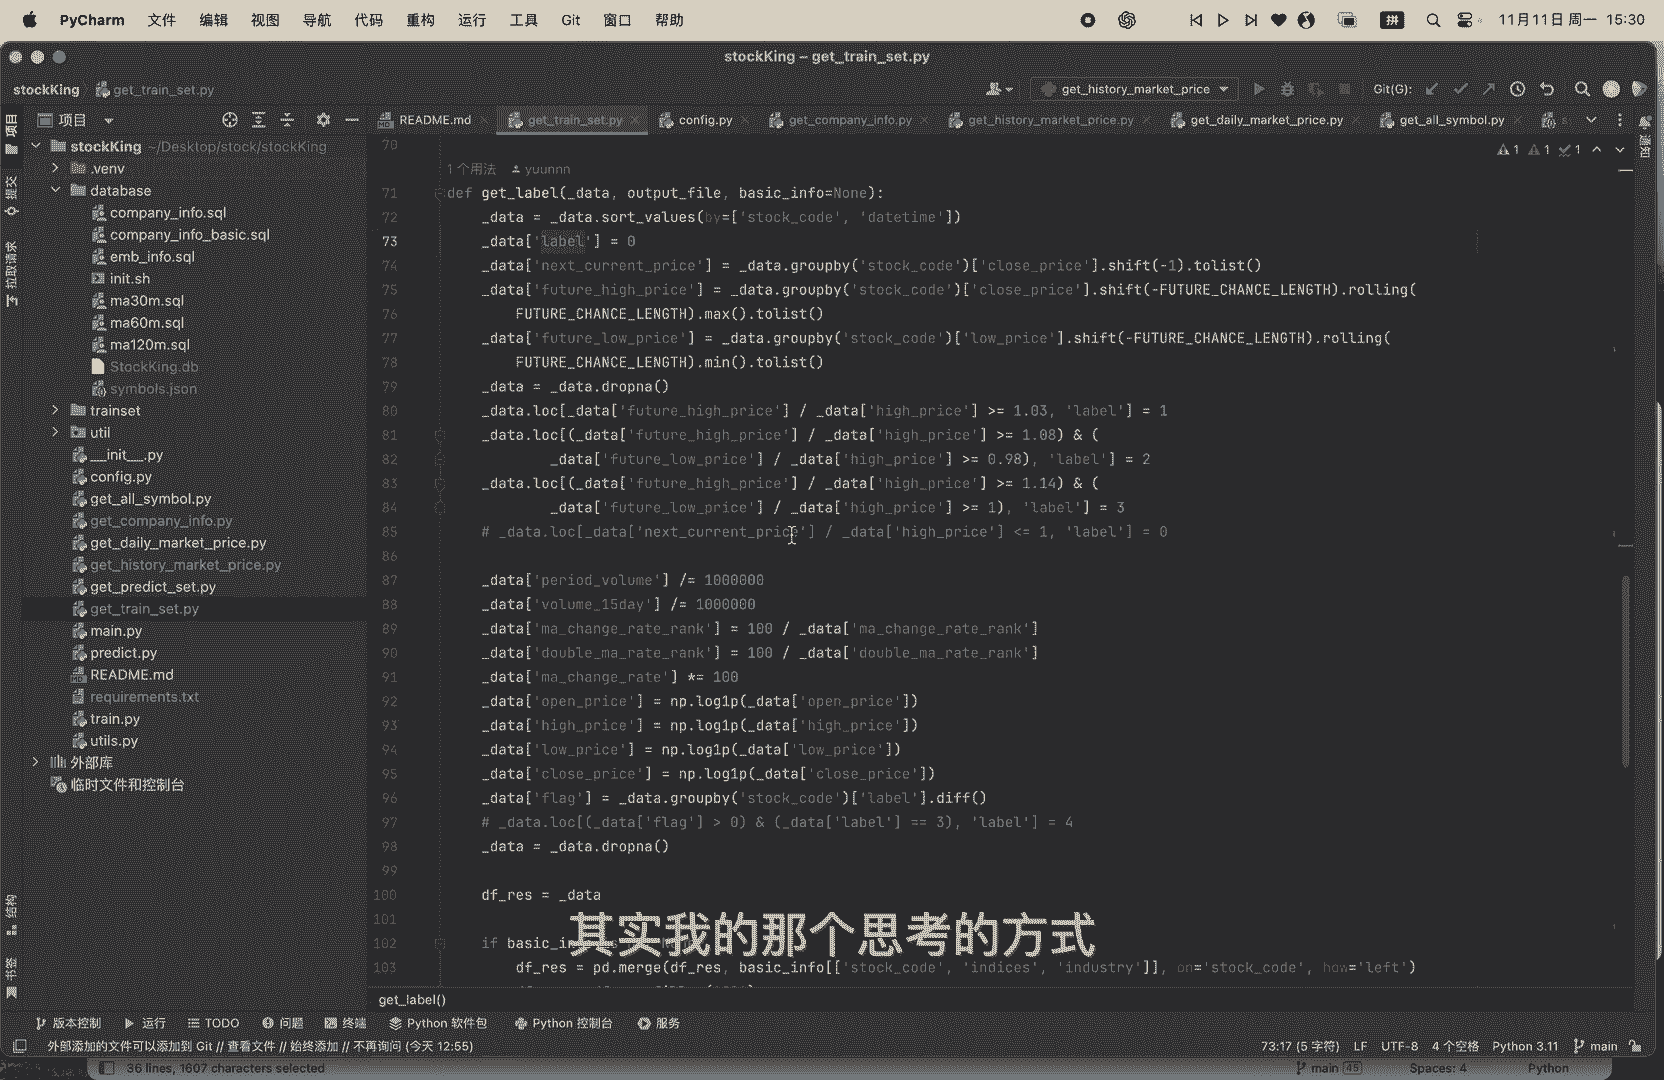 PyCharm 文件 编辑 视图 导航 代码 重构 运行 工具 Git 窗口 帮助 拼 11月11日 周一 15:30
stockKing – get_train_set.py
stockKing get_train_set.py get_history_market_price Git(G):
项目 README.md get_train_set.py config.py get_company_info.py get_history_market_price.py get_daily_market_price.py get_all_symbol.py
项目
提交
拉取请求
结构
书签
通知
stockKing ~/Desktop/stock/stockKing
.venv
database
company_info.sql
company_info_basic.sql
emb_info.sql
init.sh
ma30m.sql
ma60m.sql
ma120m.sql
StockKing.db
symbols.json
trainset
util
__init__.py
config.py
get_all_symbol.py
get_company_info.py
get_daily_market_price.py
get_history_market_price.py
get_predict_set.py
get_train_set.py
main.py
predict.py
README.md
requirements.txt
train.py
utils.py
外部库
临时文件和控制台
1 1 1
70
1 个用法 yuunnn
71 def get_label(_data, output_file, basic_info=None):
72 _data = _data.sort_values(by=['stock_code', 'datetime'])
73 _data['label'] = 0
74 _data['next_current_price'] = _data.groupby('stock_code')['close_price'].shift(-1).tolist()
75 _data['future_high_price'] = _data.groupby('stock_code')['close_price'].shift(-FUTURE_CHANCE_LENGTH).rolling(
76 FUTURE_CHANCE_LENGTH).max().tolist()
77 _data['future_low_price'] = _data.groupby('stock_code')['low_price'].shift(-FUTURE_CHANCE_LENGTH).rolling(
78 FUTURE_CHANCE_LENGTH).min().tolist()
79 _data = _data.dropna()
80 _data.loc[_data['future_high_price'] / _data['high_price'] >= 1.03, 'label'] = 1
81 _data.loc[(_data['future_high_price'] / _data['high_price'] >= 1.08) & (
82 _data['future_low_price'] / _data['high_price'] >= 0.98), 'label'] = 2
83 _data.loc[(_data['future_high_price'] / _data['high_price'] >= 1.14) & (
84 _data['future_low_price'] / _data['high_price'] >= 1), 'label'] = 3
85 # _data.loc[_data['next_current_price'] / _data['high_price'] <= 1, 'label'] = 0
86
87 _data['period_volume'] /= 1000000
88 _data['volume_15day'] /= 1000000
89 _data['ma_change_rate_rank'] = 100 / _data['ma_change_rate_rank']
90 _data['double_ma_rate_rank'] = 100 / _data['double_ma_rate_rank']
91 _data['ma_change_rate'] *= 100
92 _data['open_price'] = np.log1p(_data['open_price'])
93 _data['high_price'] = np.log1p(_data['high_price'])
94 _data['low_price'] = np.log1p(_data['low_price'])
95 _data['close_price'] = np.log1p(_data['close_price'])
96 _data['flag'] = _data.groupby('stock_code')['label'].diff()
97 # _data.loc[(_data['flag'] > 0) & (_data['label'] == 3), 'label'] = 4
98 _data = _data.dropna()
99
100 df_res = _data
101
102 if basic_in
其实我的那个思考的方式
103 df_res = pd.merge(df_res, basic_info[['stock_code', 'indices', 'industry']], on='stock_code', how='left')
get_label()
版本控制 运行 TODO 问题 终端 Python 软件包 Python 控制台 服务
外部添加的文件可以添加到 Git // 查看文件 // 始终添加 // 不再询问 (今天 12:55) 73:17 (5 字符) LF UTF-8 4 个空格 Python 3.11 main
36 lines, 1607 characters selected main 45 Spaces: 4 Python